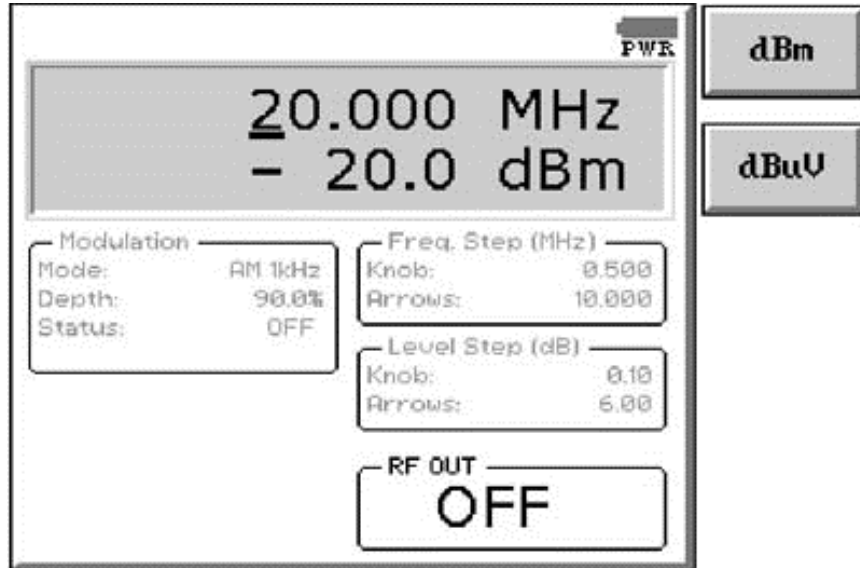 PWR
20.000 MHz
- 20.0 dBm
dBm
dBuV
Modulation
Mode: AM 1kHz
Depth: 90.0%
Status: OFF
Freq. Step (MHz)
Knob: 0.500
Arrows: 10.000
Level Step (dB)
Knob: 0.10
Arrows: 6.00
RF OUT
OFF